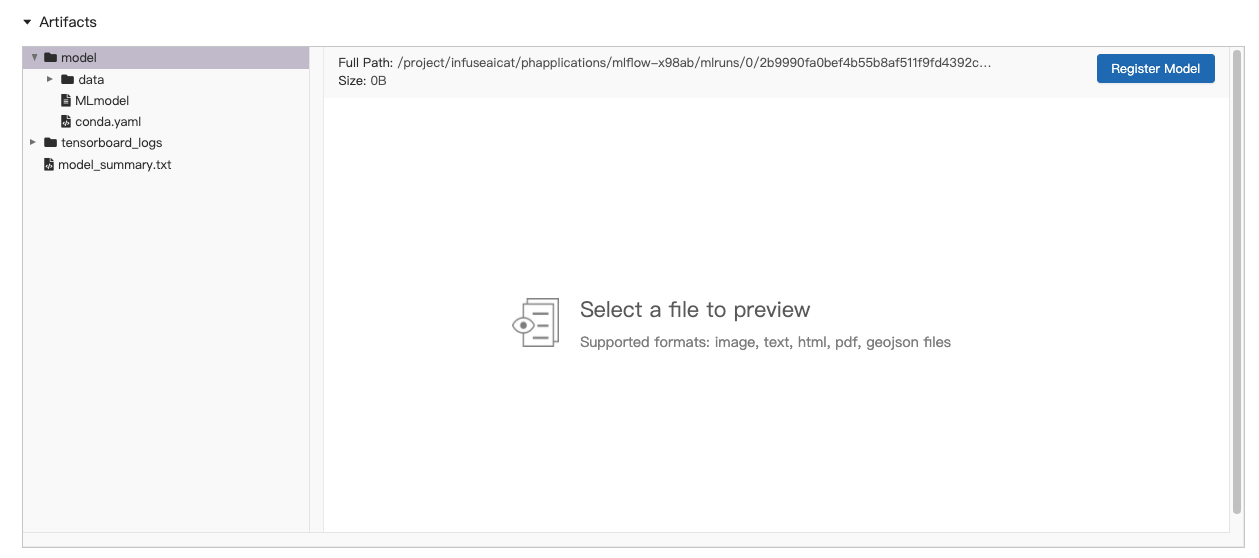 Artifacts
model
data
MLmodel
conda.yaml
tensorboard_logs
model_summary.txt
Full Path: /project/infuseaicat/phapplications/mlflow-x98ab/mlruns/0/2b9990fa0bef4b55b8af511f9fd4392c...
Size: 0B
Register Model
Select a file to preview
Supported formats: image, text, html, pdf, geojson files